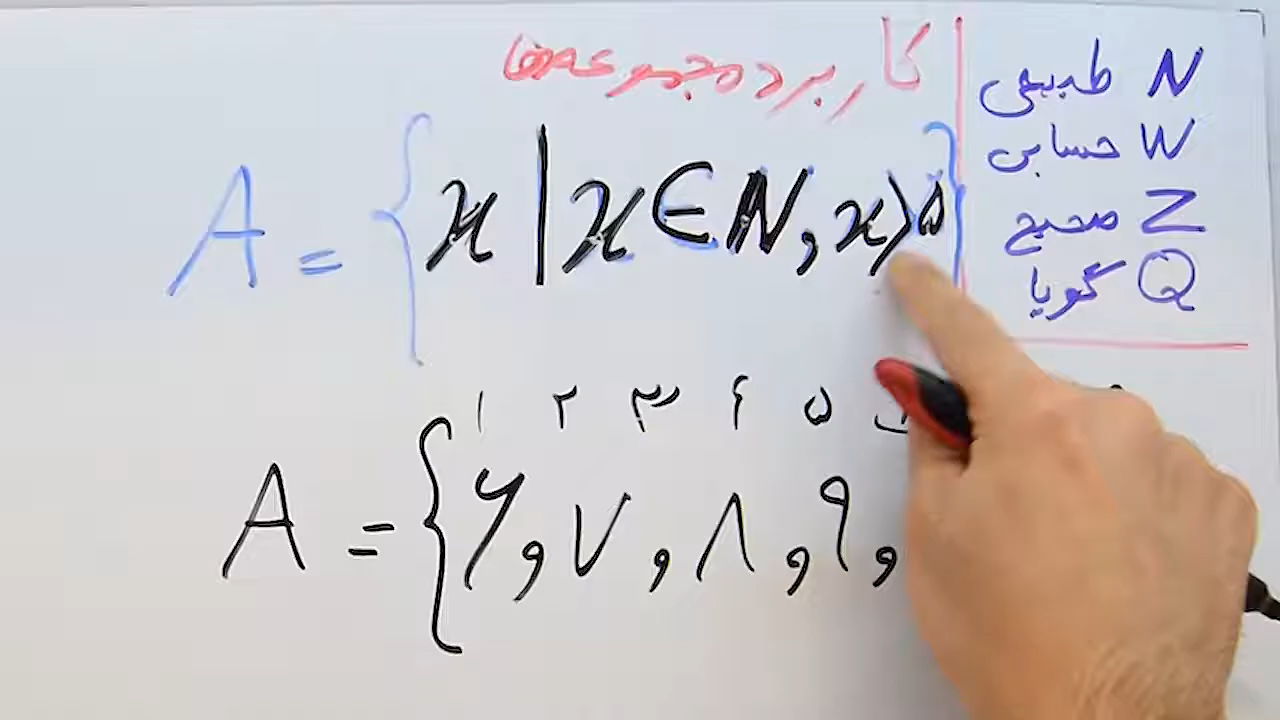 کاربرد مجموعه‌ها
N طبیعی
W حسابی
Z صحیح
Q گویا
A = { x | x ∈ N , x > ۵ }
۱ ۲ ۳ ۴ ۵
A = { ۶ , ۷ , ۸ , ۹ ,